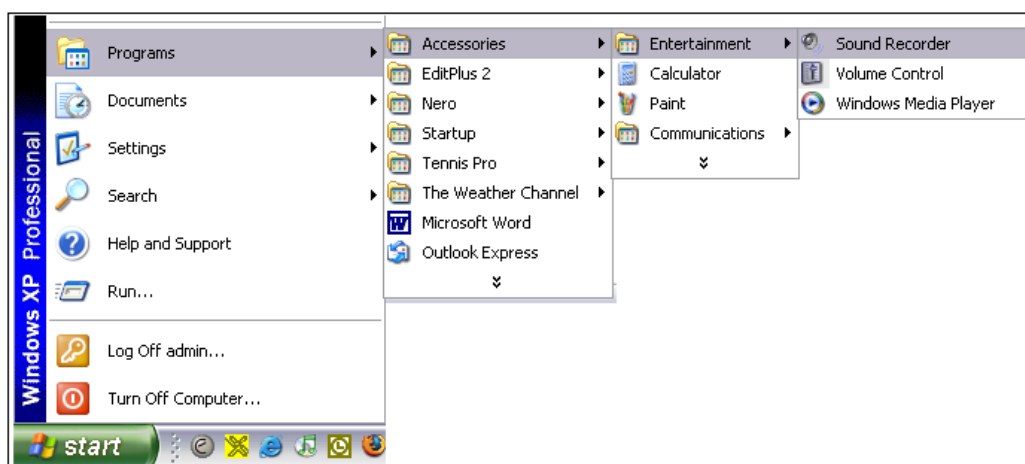 Windows XP Professional
Programs
Documents
Settings
Search
Help and Support
Run...
Log Off admin...
Turn Off Computer...
start
Accessories
EditPlus 2
Nero
Startup
Tennis Pro
The Weather Channel
Microsoft Word
Outlook Express
Entertainment
Calculator
Paint
Communications
Sound Recorder
Volume Control
Windows Media Player